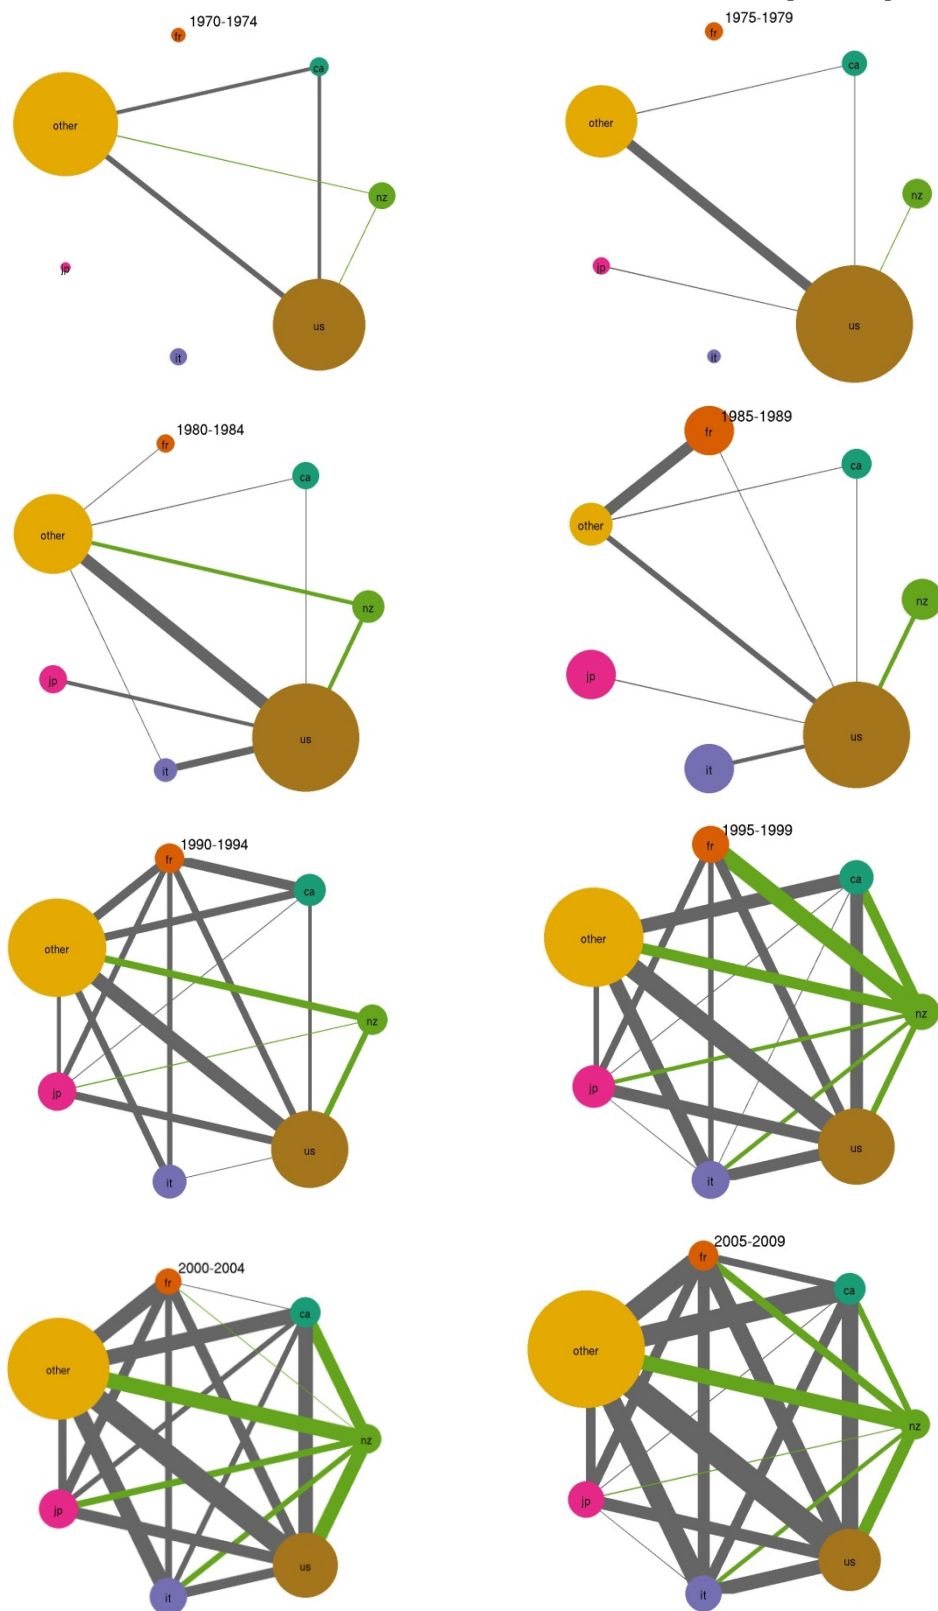 1970-1974
fr
ca
other
nz
jp
us
it
1975-1979
fr
ca
other
nz
jp
us
it
1980-1984
fr
ca
other
nz
jp
us
it
1985-1989
fr
ca
other
nz
jp
us
it
1990-1994
fr
ca
other
nz
jp
us
it
1995-1999
fr
ca
other
nz
jp
us
it
2000-2004
fr
ca
other
nz
jp
us
it
2005-2009
fr
ca
other
nz
jp
us
it